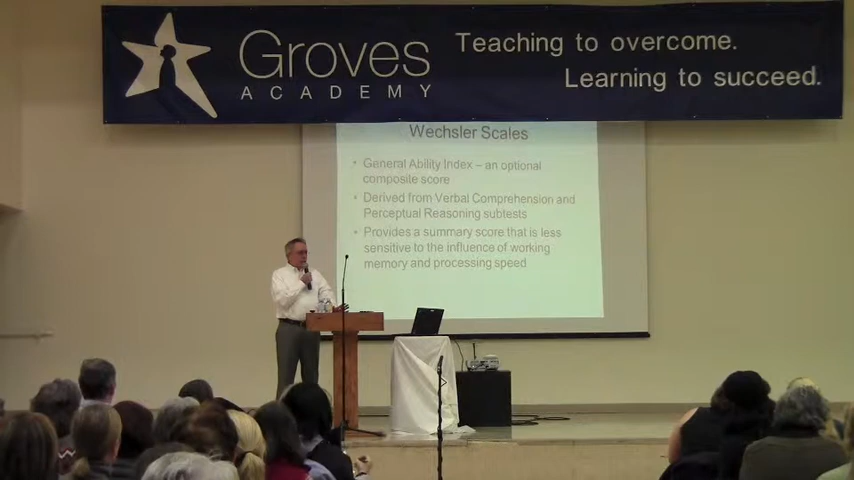 Groves
ACADEMY
Teaching to overcome.
Learning to succeed.
Wechsler Scales
• General Ability Index – an optional
composite score
• Derived from Verbal Comprehension and
Perceptual Reasoning subtests
• Provides a summary score that is less
sensitive to the influence of working
memory and processing speed